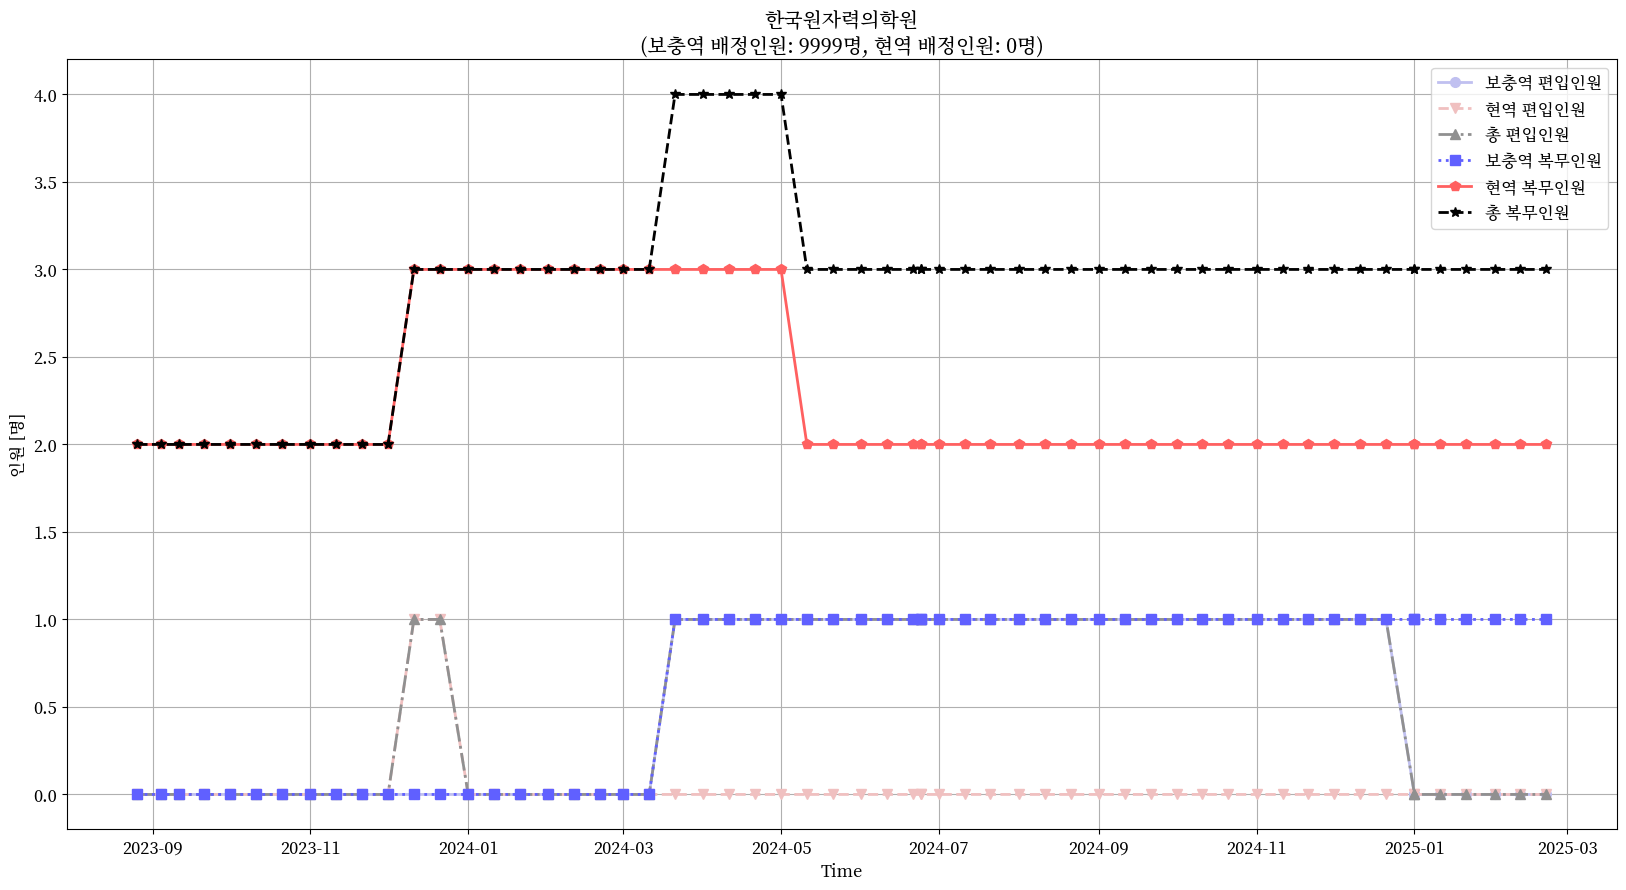 한국원자력의학원
(보충역 배정인원: 9999명, 현역 배정인원: 0명)
보충역 편입인원
현역 편입인원
총 편입인원
보충역 복무인원
현역 복무인원
총 복무인원
인원 [명]
4.0
3.5
3.0
2.5
2.0
1.5
1.0
0.5
0.0
2023-09 2023-11 2024-01 2024-03 2024-05 2024-07 2024-09 2024-11 2025-01 2025-03
Time